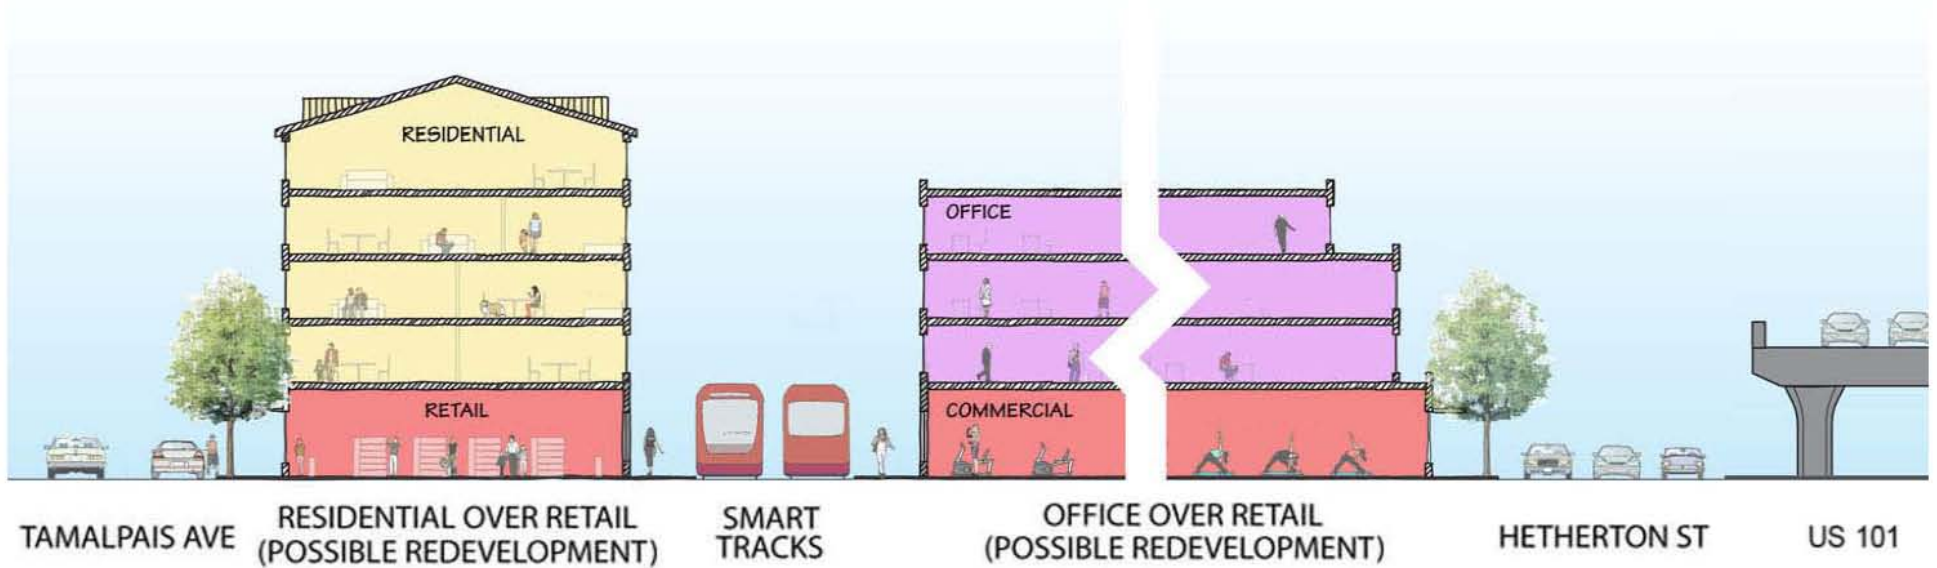 RESIDENTIAL
OFFICE
RETAIL
COMMERCIAL
TAMALPAIS AVE
RESIDENTIAL OVER RETAIL
(POSSIBLE REDEVELOPMENT)
SMART
TRACKS
OFFICE OVER RETAIL
(POSSIBLE REDEVELOPMENT)
HETHERTON ST
US 101